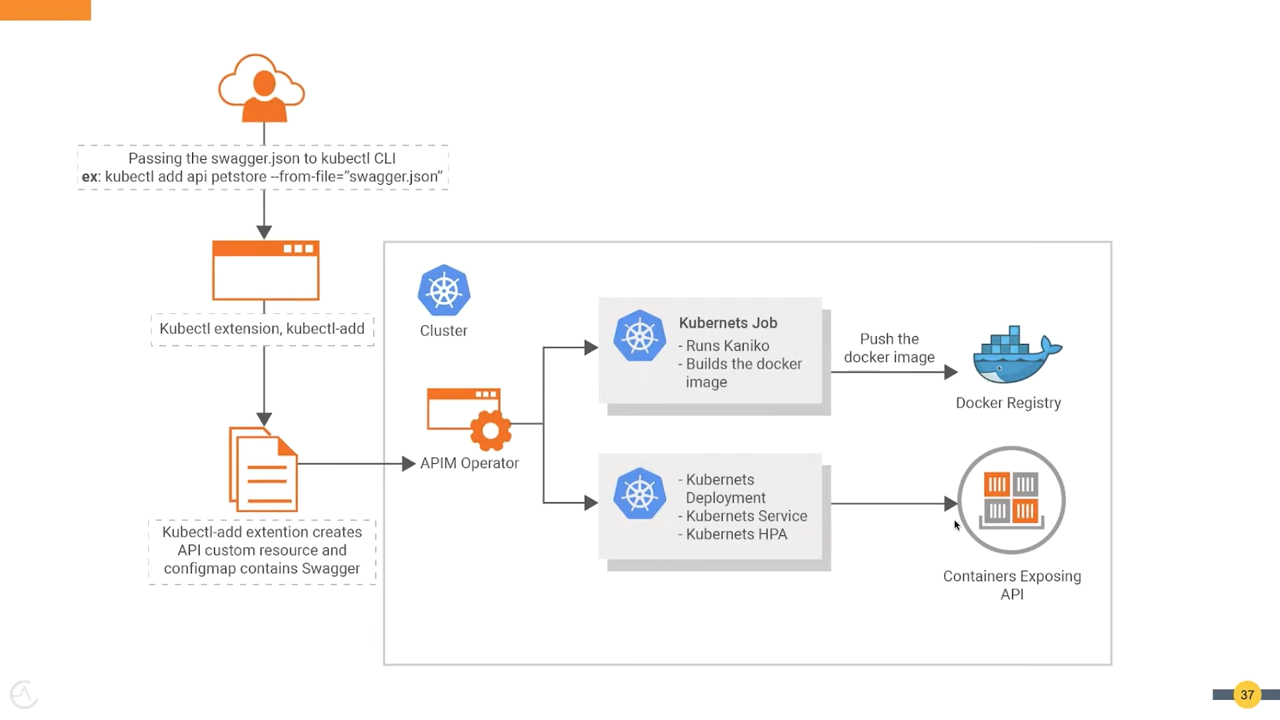 Passing the swagger.json to kubectl CLI
ex: kubectl add api petstore --from-file=“swagger.json”
Kubectl extension, kubectl-add
Kubectl-add extention creates
API custom resource and
configmap contains Swagger
Cluster
APIM Operator
Kubernets Job
- Runs Kaniko
- Builds the docker
image
Push the
docker image
Docker Registry
- Kubernets
Deployment
- Kubernets Service
- Kubernets HPA
Containers Exposing
API
37